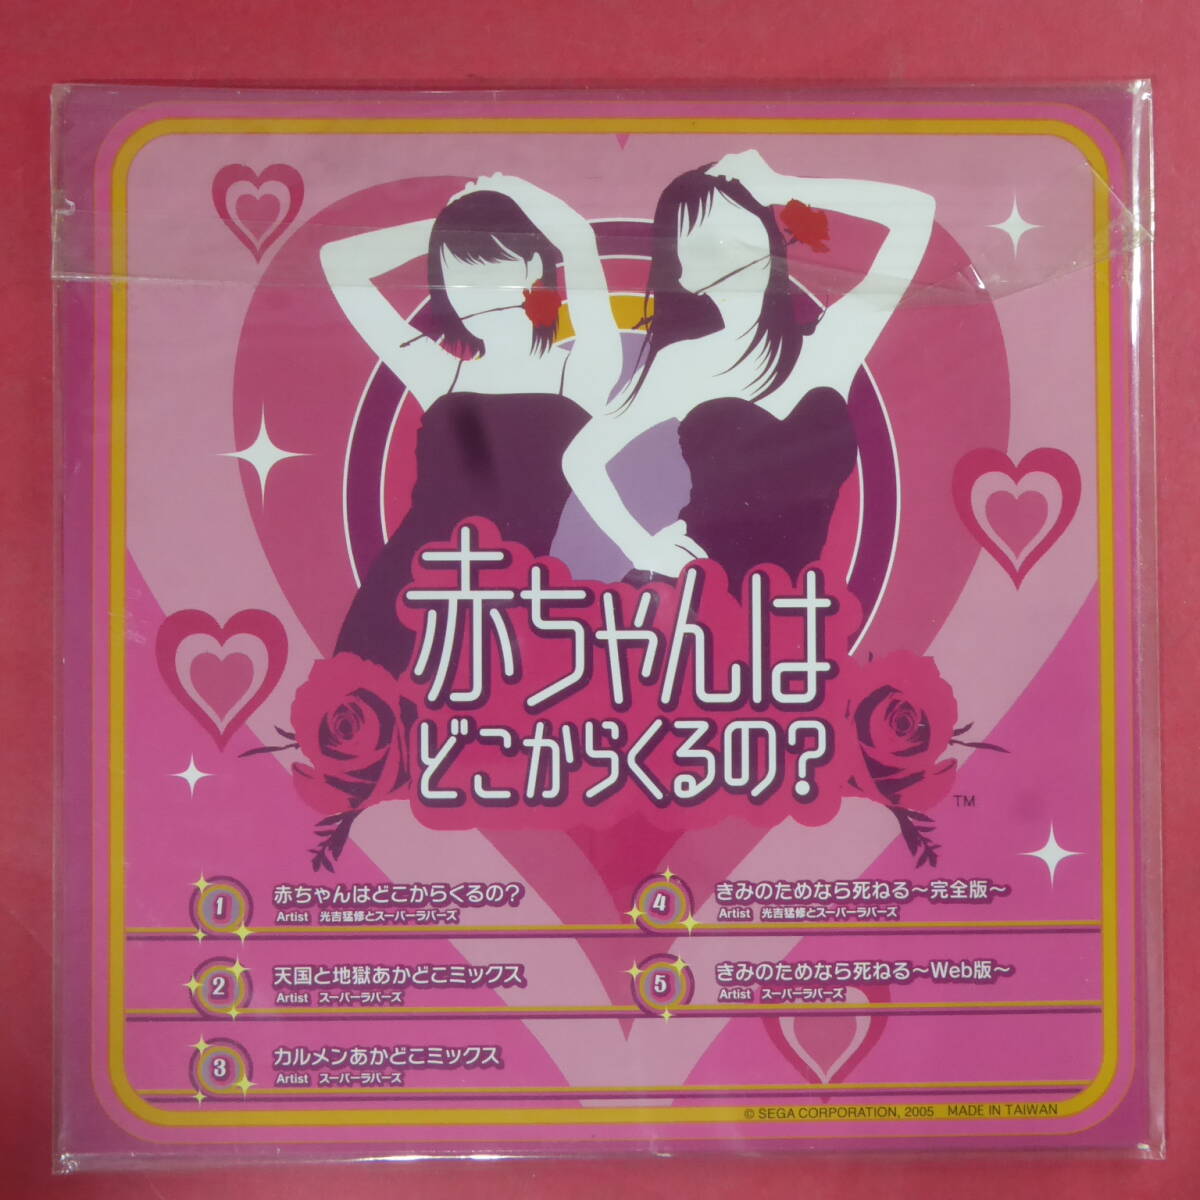 赤ちゃんは
どこからくるの?
TM
1 赤ちゃんはどこからくるの?
Artist 光吉猛修とスーパーラバーズ
2 天国と地獄あかどこミックス
Artist スーパーラバーズ
3 カルメンあかどこミックス
Artist スーパーラバーズ
4 きみのためなら死ねる～完全版～
Artist 光吉猛修とスーパーラバーズ
5 きみのためなら死ねる～Web版～
Artist スーパーラバーズ
© SEGA CORPORATION, 2005 MADE IN TAIWAN